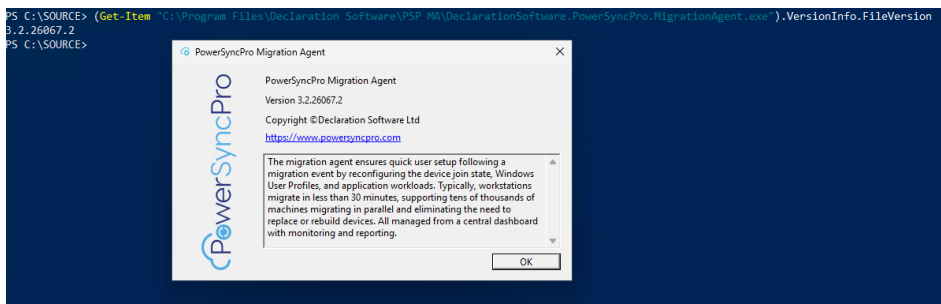 PS C:\SOURCE> (Get-Item "C:\Program Files\Declaration Software\PSP MA\DeclarationSoftware.PowerSyncPro.MigrationAgent.exe").VersionInfo.FileVersion
3.2.26067.2
PS C:\SOURCE>
PowerSyncPro Migration Agent
PowerSyncPro
PowerSyncPro Migration Agent
Version 3.2.26067.2
Copyright ©Declaration Software Ltd
https://www.powersyncpro.com
The migration agent ensures quick user setup following a
migration event by reconfiguring the device join state, Windows
User Profiles, and application workloads. Typically, workstations
migrate in less than 30 minutes, supporting tens of thousands of
machines migrating in parallel and eliminating the need to
replace or rebuild devices. All managed from a central dashboard
with monitoring and reporting.
OK